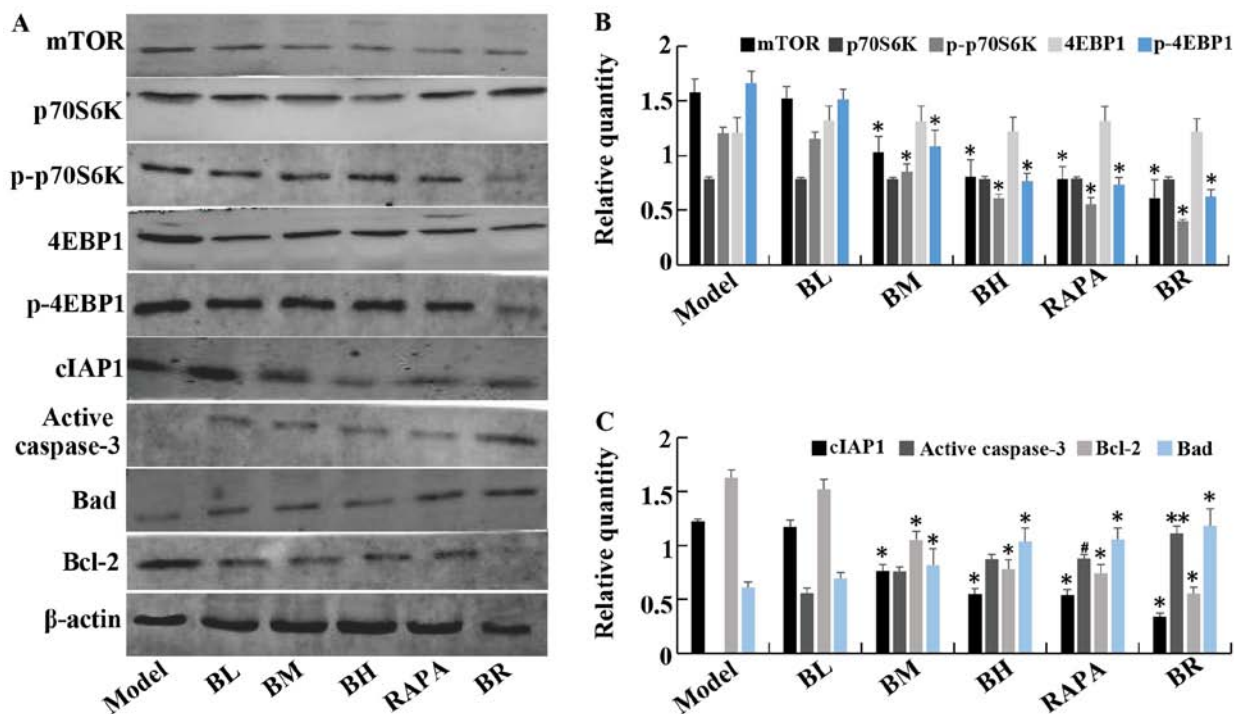 A
mTOR
p70S6K
p-p70S6K
4EBP1
p-4EBP1
cIAP1
Active
caspase-3
Bad
Bcl-2
β-actin
Model BL BM BH RAPA BR
B
mTOR p70S6K p-p70S6K 4EBP1 p-4EBP1
Relative quantity
2
1.5
1
0.5
0
* * * * * * * * * * * *
Model BL BM BH RAPA BR
C
cIAP1 Active caspase-3 Bcl-2 Bad
Relative quantity
2
1.5
1
0.5
0
* * * * * * * # * * * ** * *
Model BL BM BH RAPA BR